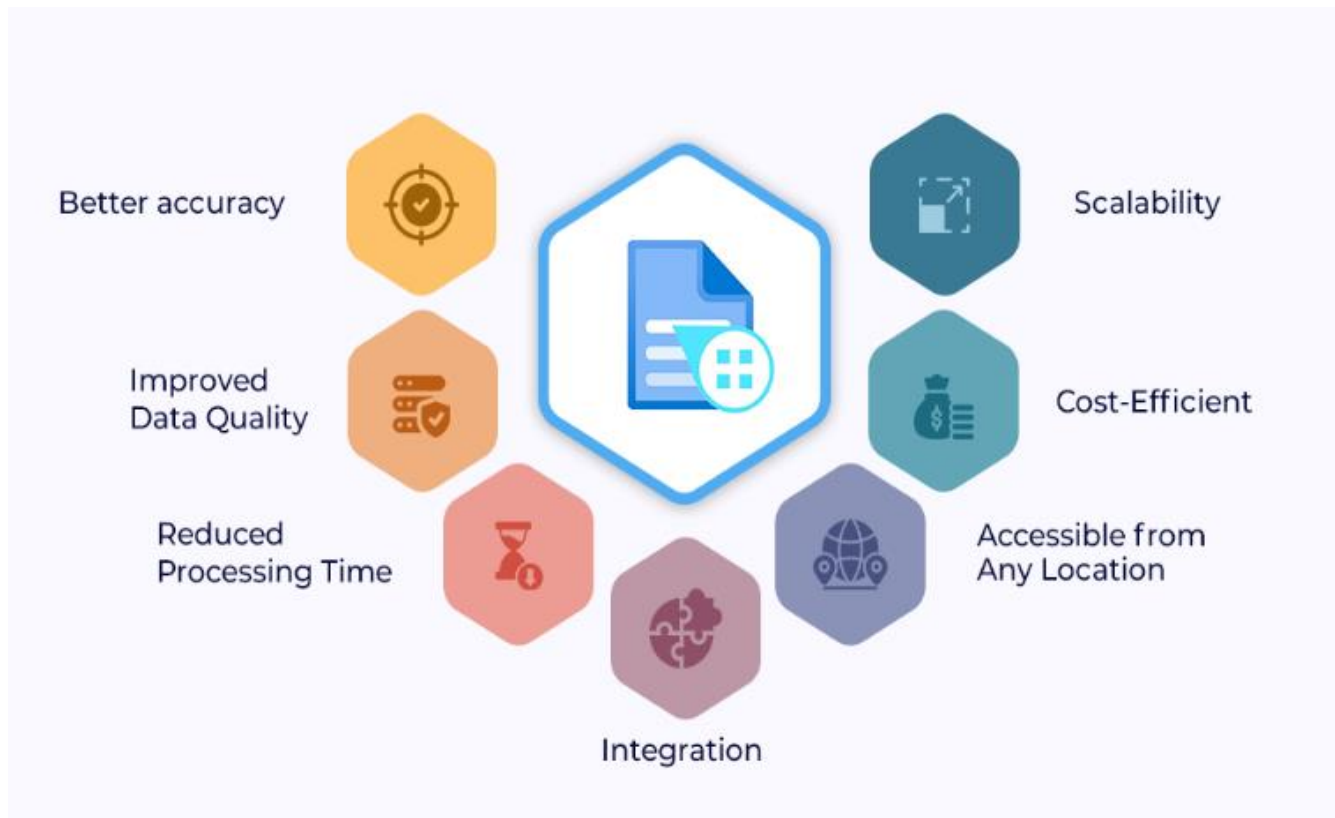 Better accuracy
Improved
Data Quality
Reduced
Processing Time
Integration
Accessible from
Any Location
Cost-Efficient
Scalability